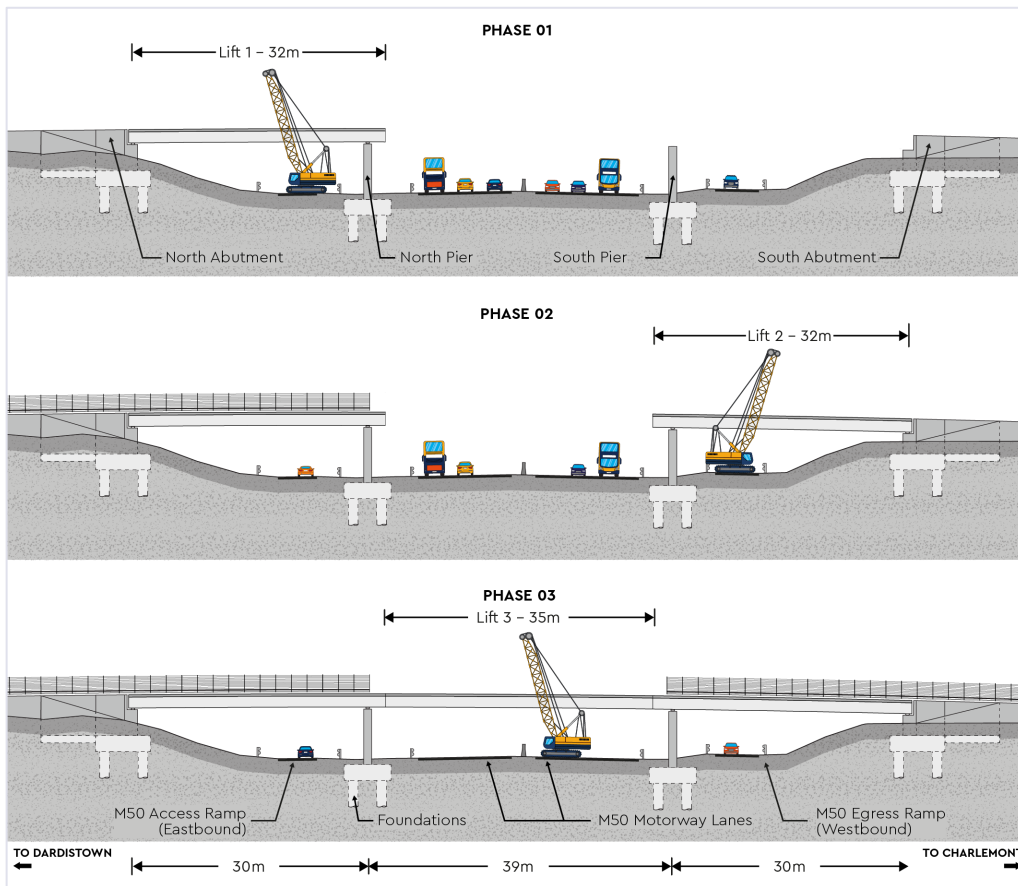 PHASE 01
Lift 1 – 32m
North Abutment
North Pier
South Pier
South Abutment
PHASE 02
Lift 2 – 32m
PHASE 03
Lift 3 – 35m
M50 Access Ramp
(Eastbound)
Foundations
M50 Motorway Lanes
M50 Egress Ramp
(Westbound)
TO DARDISTOWN
30m
39m
30m
TO CHARLEMONT